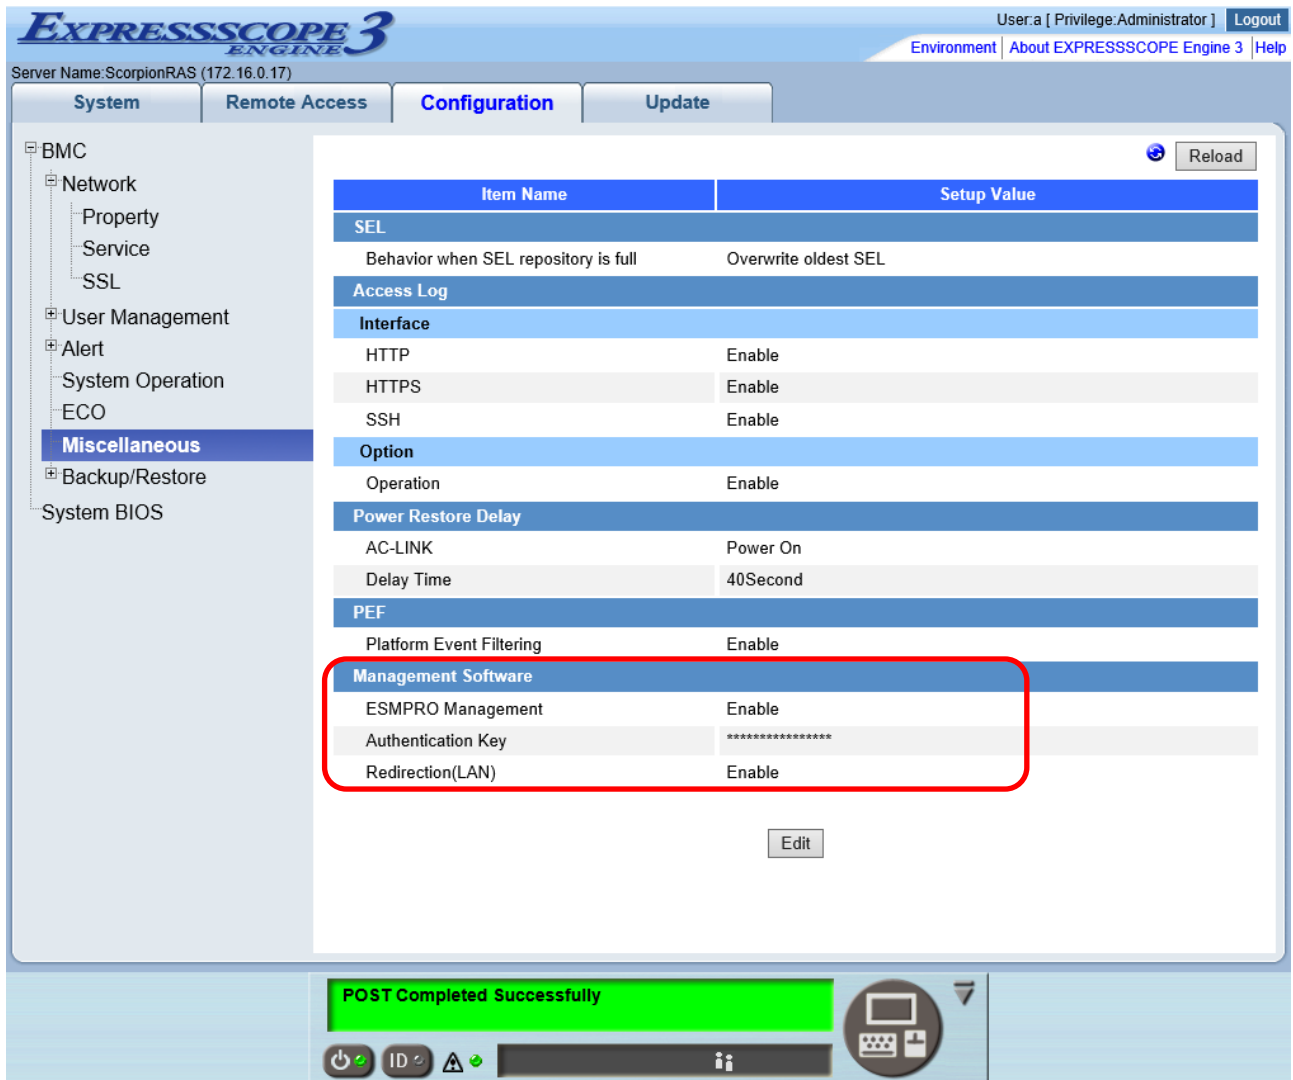 EXPRESSSCOPE 3
ENGINE
User:a [ Privilege:Administrator ] Logout
Environment About EXPRESSSCOPE Engine 3 Help
Server Name:ScorpionRAS (172.16.0.17)
System Remote Access Configuration Update
BMC
Network
Property
Service
SSL
User Management
Alert
System Operation
ECO
Miscellaneous
Backup/Restore
System BIOS
Reload
Item Name Setup Value
SEL
Behavior when SEL repository is full Overwrite oldest SEL
Access Log
Interface
HTTP Enable
HTTPS Enable
SSH Enable
Option
Operation Enable
Power Restore Delay
AC-LINK Power On
Delay Time 40Second
PEF
Platform Event Filtering Enable
Management Software
ESMPRO Management Enable
Authentication Key ****************
Redirection(LAN) Enable
Edit
POST Completed Successfully
ID